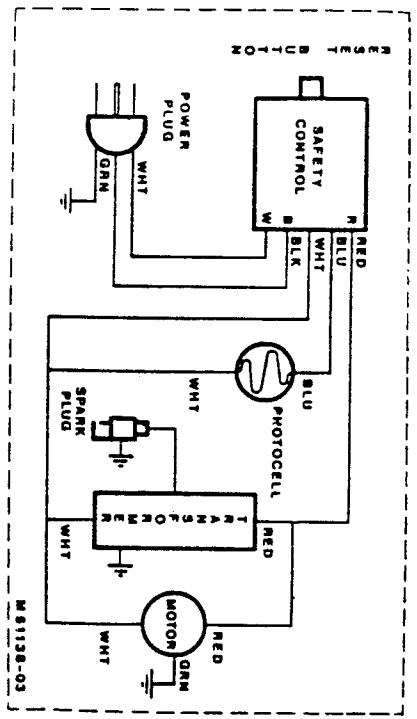 RESET BUTTON
POWER
PLUG
SAFETY
CONTROL
WHT
GRN
W
B
R
BLK
WHT
BLU
RED
WHT
BLU
PHOTOCELL
SPARK
PLUG
TRANSFORMER
WHT
RED
MOTOR
WHT
RED
GRN
MS1138-03